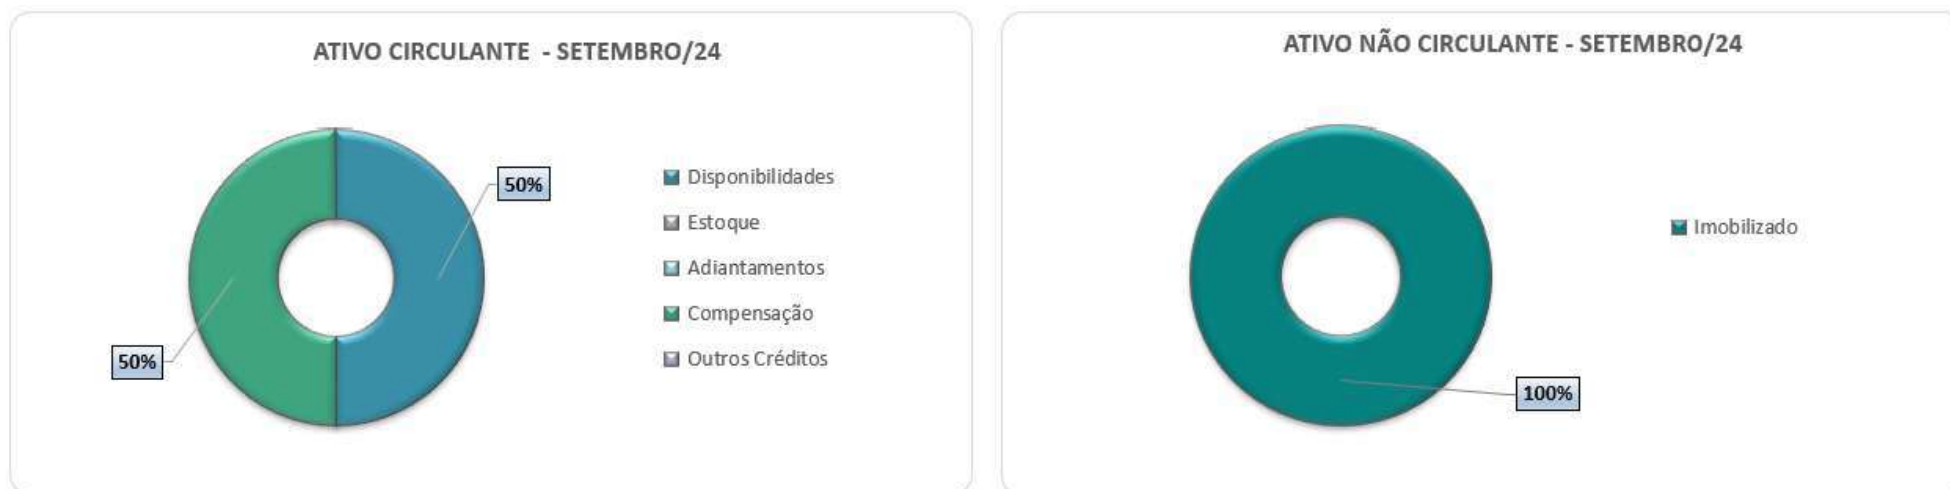 ATIVO CIRCULANTE - SETEMBRO/24
50%
50%
Disponibilidades
Estoque
Adiantamentos
Compensação
Outros Créditos
ATIVO NÃO CIRCULANTE - SETEMBRO/24
Imobilizado
100%